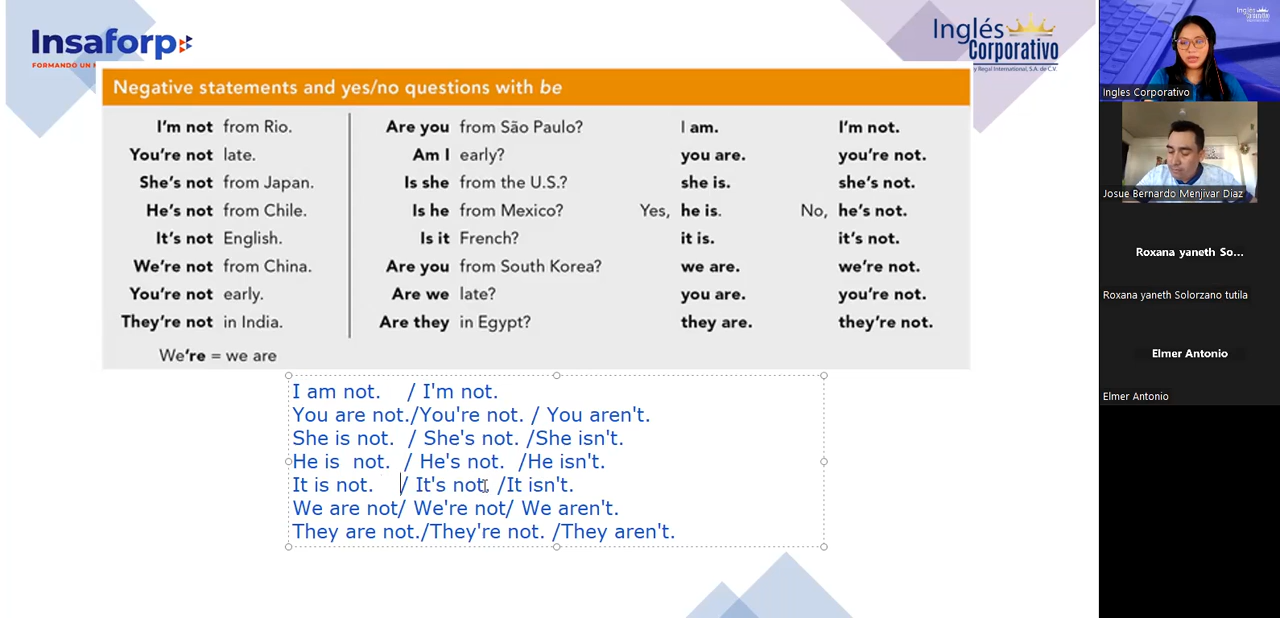 Insaforp
FORMANDO UN
Inglés
Corporativo
Negative statements and yes/no questions with be
I'm not from Rio. Are you from São Paulo? I am. I'm not.
You're not late. Am I early? you are. you're not.
She's not from Japan. Is she from the U.S.? she is. she's not.
He's not from Chile. Is he from Mexico? Yes, he is. No, he's not.
It's not English. Is it French? it is. it's not.
We're not from China. Are you from South Korea? we are. we're not.
You're not early. Are we late? you are. you're not.
They're not in India. Are they in Egypt? they are. they're not.
We're = we are
I am not. / I'm not.
You are not./You're not. / You aren't.
She is not. / She's not. /She isn't.
He is not. / He's not. /He isn't.
It is not. / It's not. /It isn't.
We are not/ We're not/ We aren't.
They are not./They're not. /They aren't.
Ingles Corporativo
Josue Bernardo Menjivar Diaz
Roxana yaneth So...
Roxana yaneth Solorzano tutila
Elmer Antonio
Elmer Antonio